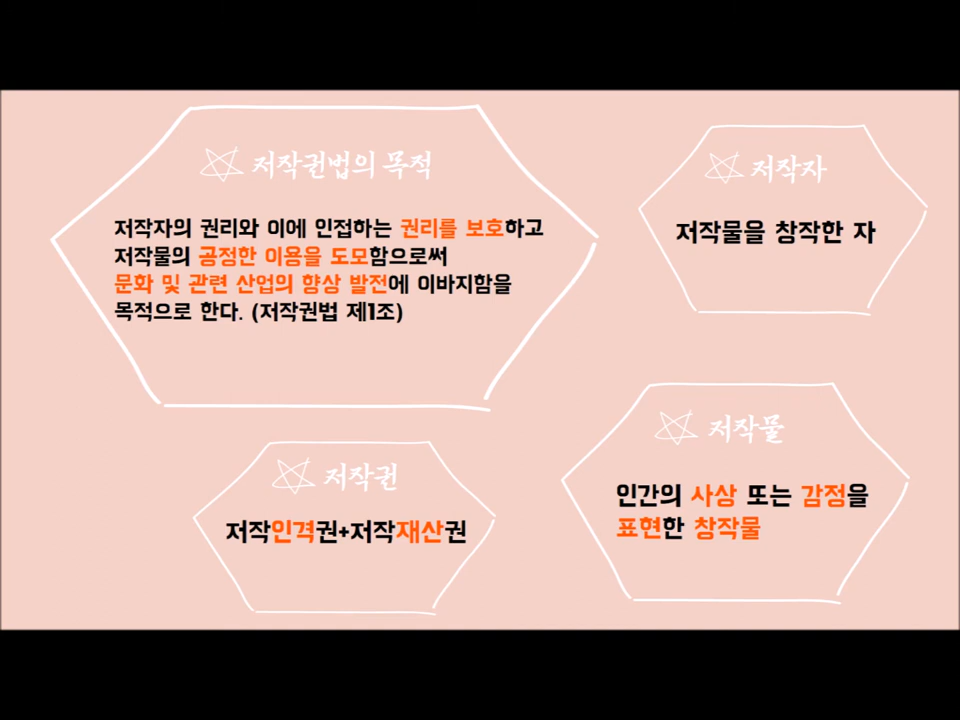 저작권법의 목적
저작자의 권리와 이에 인접하는 권리를 보호하고
저작물의 공정한 이용을 도모함으로써
문화 및 관련 산업의 향상 발전에 이바지함을
목적으로 한다. (저작권법 제1조)
저작자
저작물을 창작한 자
저작권
저작인격권+저작재산권
저작물
인간의 사상 또는 감정을
표현한 창작물